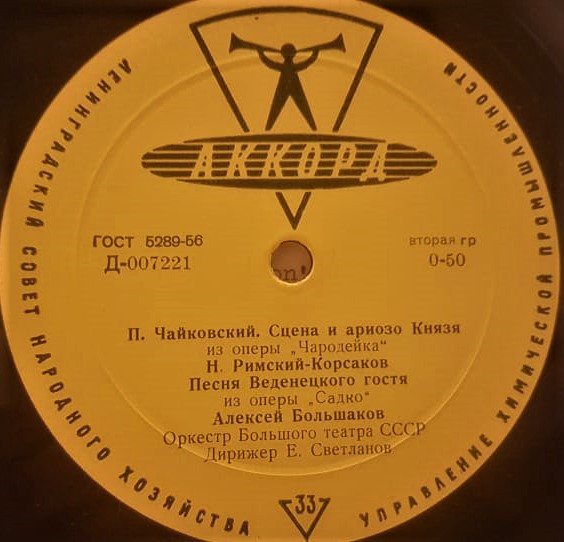 ЛЕНИНГРАДСКИЙ СОВЕТ НАРОДНОГО ХОЗЯЙСТВА
УПРАВЛЕНИЕ ХИМИЧЕСКОЙ ПРОМЫШЛЕННОСТИ
АККОРД
ГОСТ 5289-56
Д-007221
вторая гр
0-50
П. Чайковский. Сцена и ариозо Князя
из оперы „Чародейка"
Н. Римский-Корсаков
Песня Веденецкого гостя
из оперы „Садко"
Алексей Большаков
Оркестр Большого театра СССР
Дирижер Е. Светланов
33